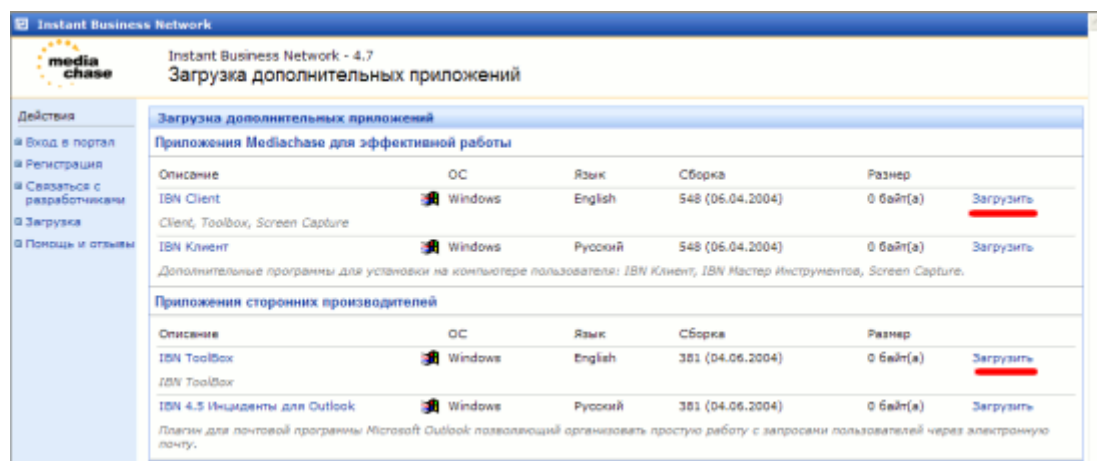 Instant Business Network
media
chase
Instant Business Network - 4.7
Загрузка дополнительных приложений
Действия
Вход в портал
Регистрация
Связаться с
разработчиками
Загрузка
Помощь и отзывы
Загрузка дополнительных приложений
Приложения Mediachase для эффективной работы
Описание ОС Язык Сборка Размер
IBN Client Windows English 548 (06.04.2004) 0 байт(а) Загрузить
Client, Toolbox, Screen Capture
IBN Клиент Windows Русский 548 (06.04.2004) 0 байт(а) Загрузить
Дополнительные программы для установки на компьютере пользователя: IBN Клиент, IBN Мастер Инструментов, Screen Capture.
Приложения сторонних производителей
Описание ОС Язык Сборка Размер
IBN ToolBox Windows English 381 (04.06.2004) 0 байт(а) Загрузить
IBN ToolBox
IBN 4.5 Инциденты для Outlook Windows Русский 381 (04.06.2004) 0 байт(а) Загрузить
Плагин для почтовой программы Microsoft Outlook позволяющий организовать простую работу с запросами пользователей через электронную
почту.